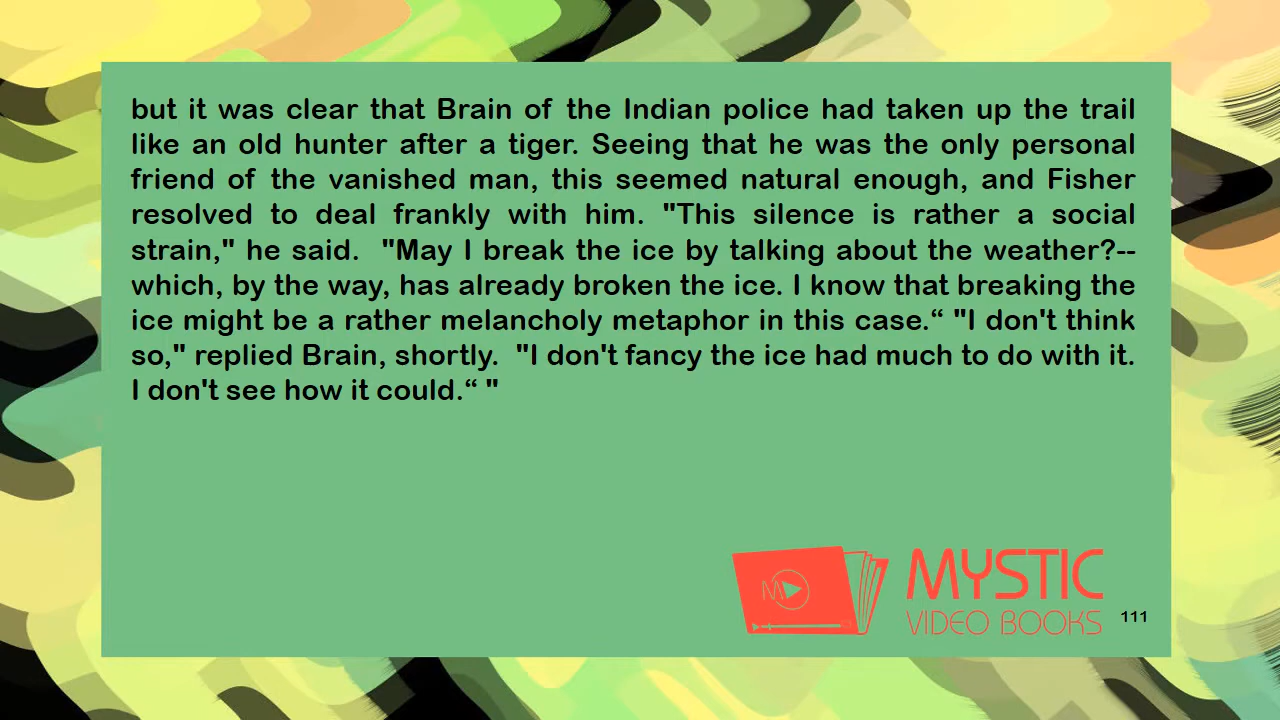 but it was clear that Brain of the Indian police had taken up the trail
like an old hunter after a tiger. Seeing that he was the only personal
friend of the vanished man, this seemed natural enough, and Fisher
resolved to deal frankly with him. "This silence is rather a social
strain," he said.  "May I break the ice by talking about the weather?--
which, by the way, has already broken the ice. I know that breaking the
ice might be a rather melancholy metaphor in this case.“ "I don't think
so," replied Brain, shortly.  "I don't fancy the ice had much to do with it.
I don't see how it could.“ "
M
MYSTIC
VIDEO BOOKS
111